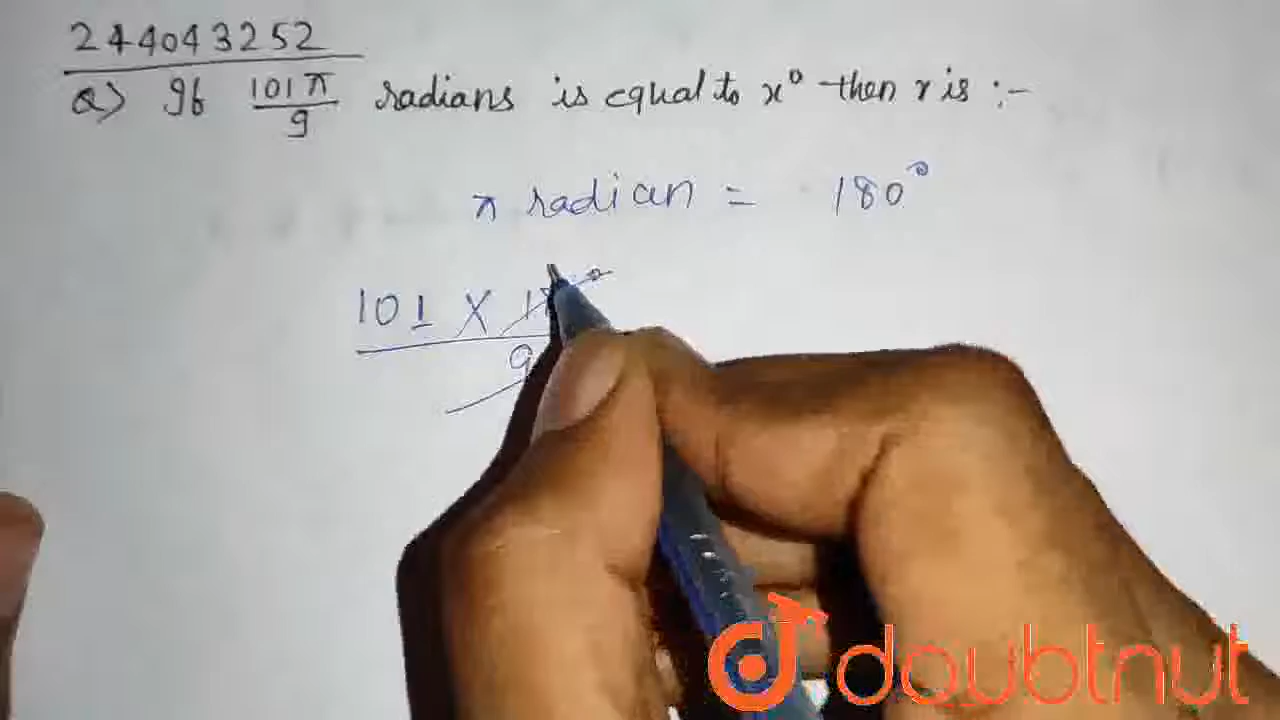 244043252
Q) If 101π/9 radians is equal to x° then x is :-
π radian = 180°
101 X
9
doubtnut